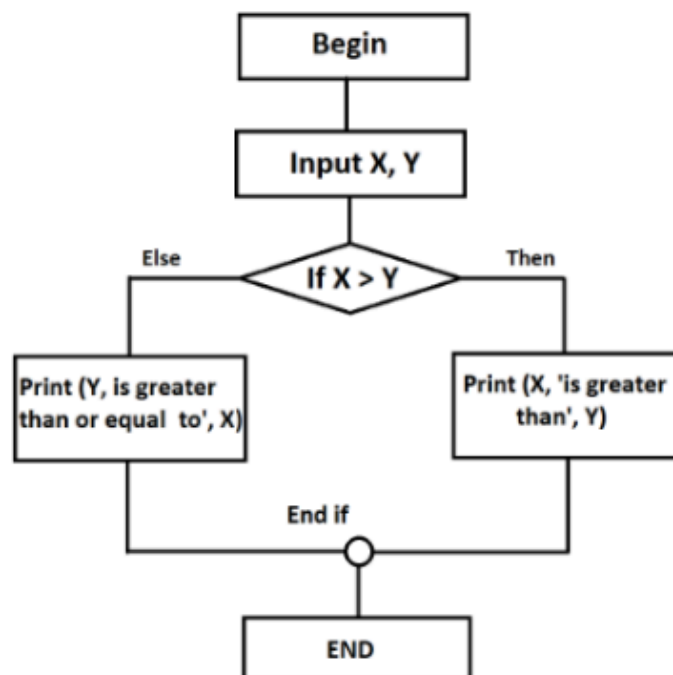 Begin
Input X, Y
Else
If X > Y
Then
Print (Y, is greater
than or equal to', X)
Print (X, 'is greater
than', Y)
End if
END